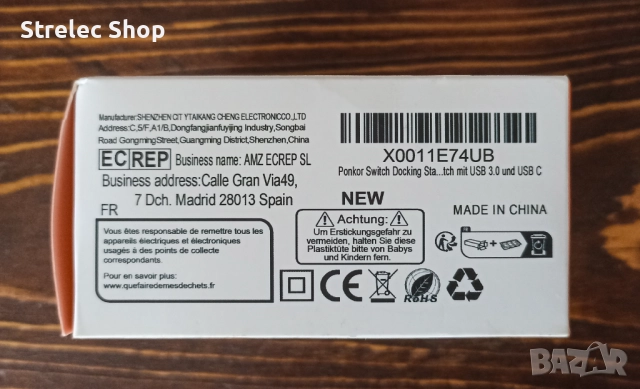 Strelec Shop
Manufacturer:SHENZHEN CIT YTAIKANG CHENG ELECTRONICCO.,LTD
Address:C,5/F,A1/B,Dongfangjianfuyijing Industry,Songbai
Road GongmingStreet,Guangming District,Shenzhen,China
EC REP Business name: AMZ ECREP SL
Business address:Calle Gran Via49,
7 Dch. Madrid 28013 Spain
FR
Vous êtes responsable de remettre tous les
appareils électriques et électroniques
usagés à des points de collecte
correspondants.
Pour en savoir plus:
www.quefairedemesdechets.fr
X0011E74UB
Ponkor Switch Docking Sta...tch mit USB 3.0 und USB C
NEW
Achtung:
Um Erstickungsgefahr zu
vermeiden, halten Sie diese
Plastiktüte bitte von Babys
und Kindern fern.
MADE IN CHINA
CE
RoHS
BAZAR